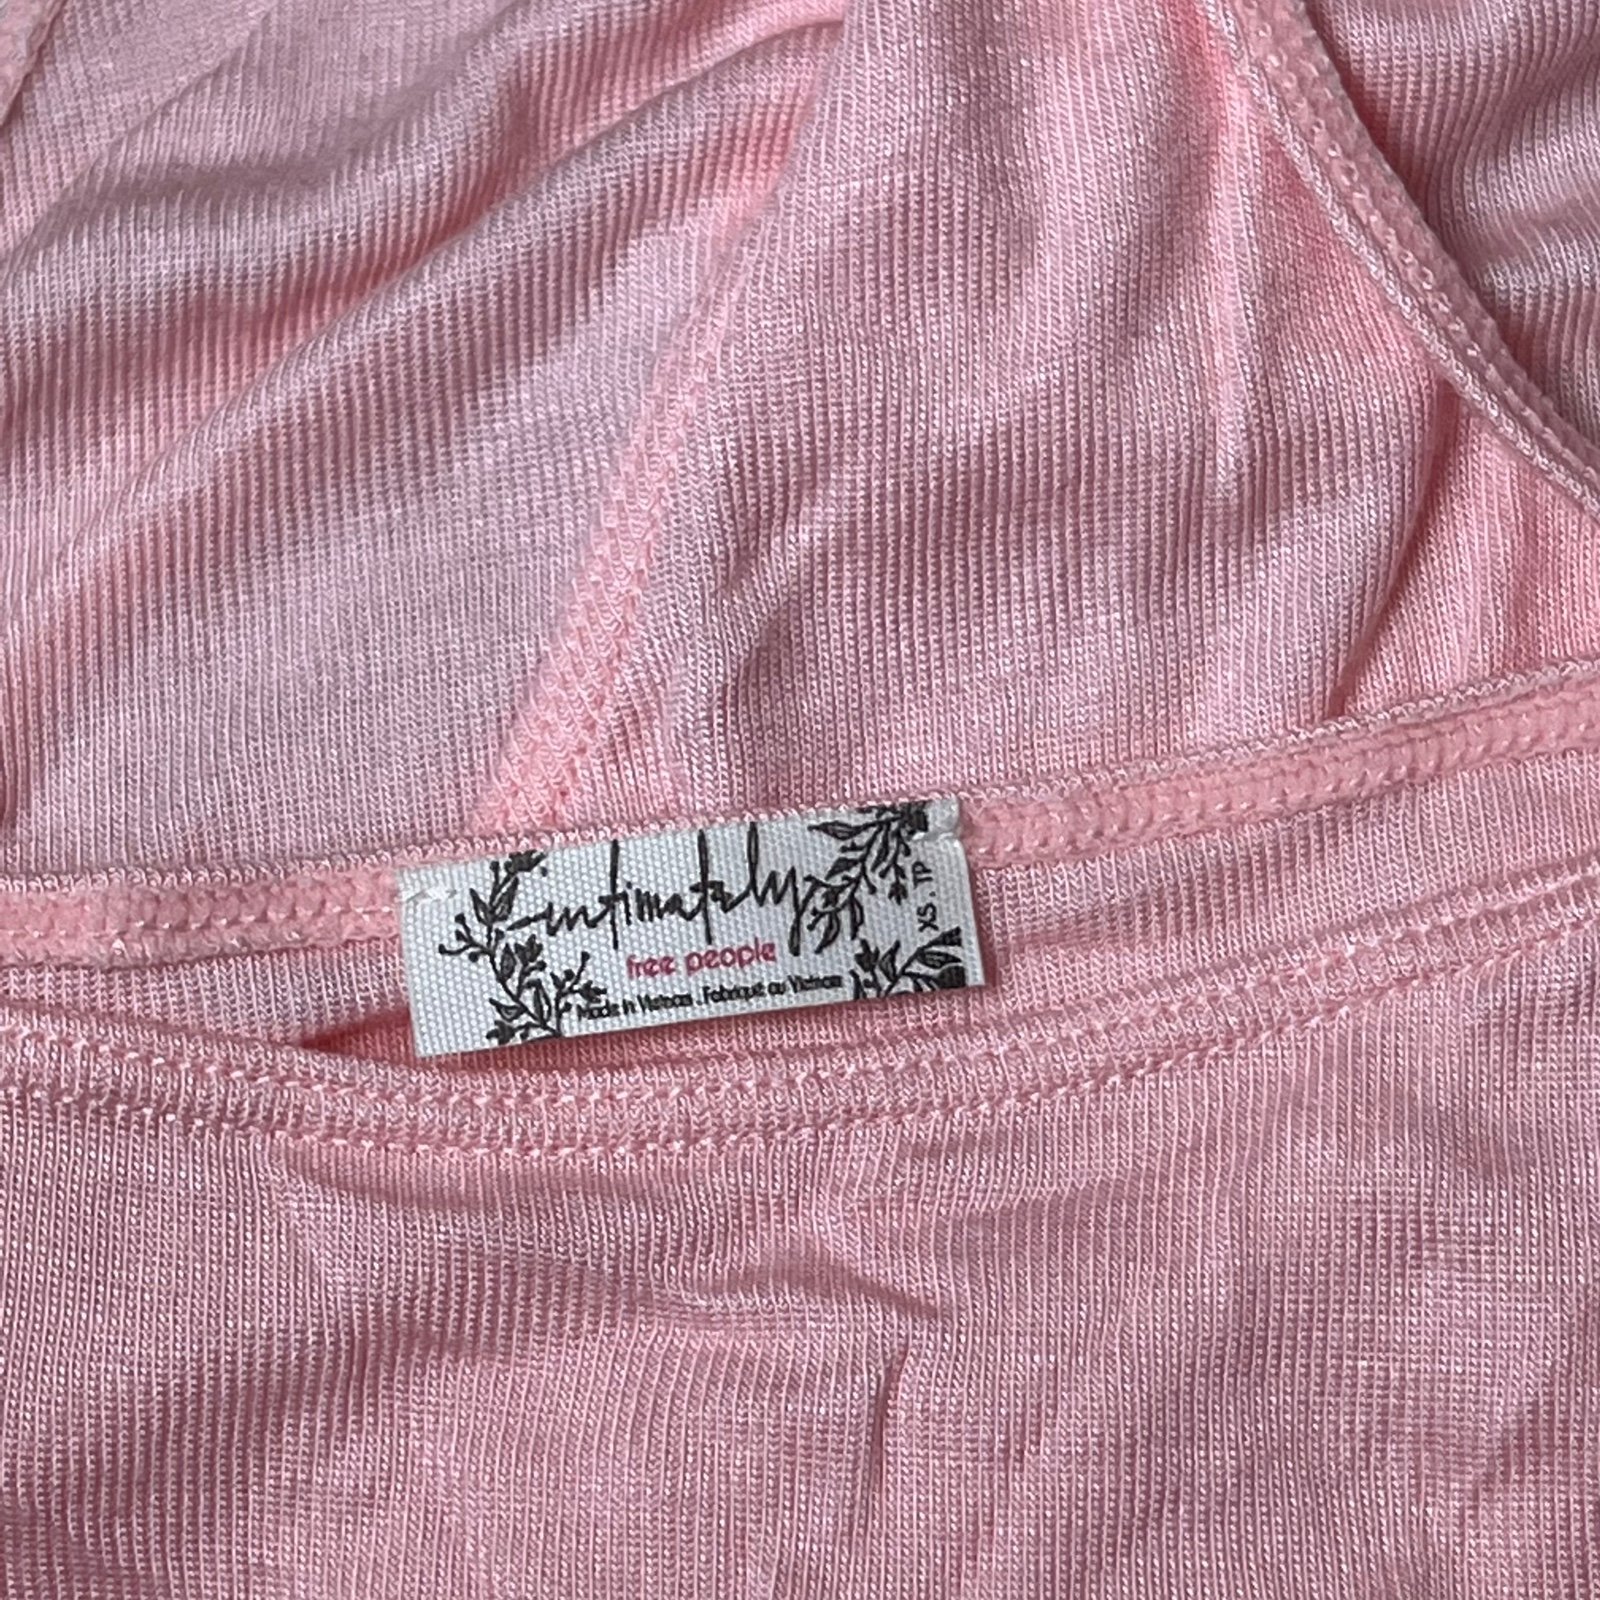 intimately
free people
Made in Vietnam . Fabriqué au Vietnam
XS . TP